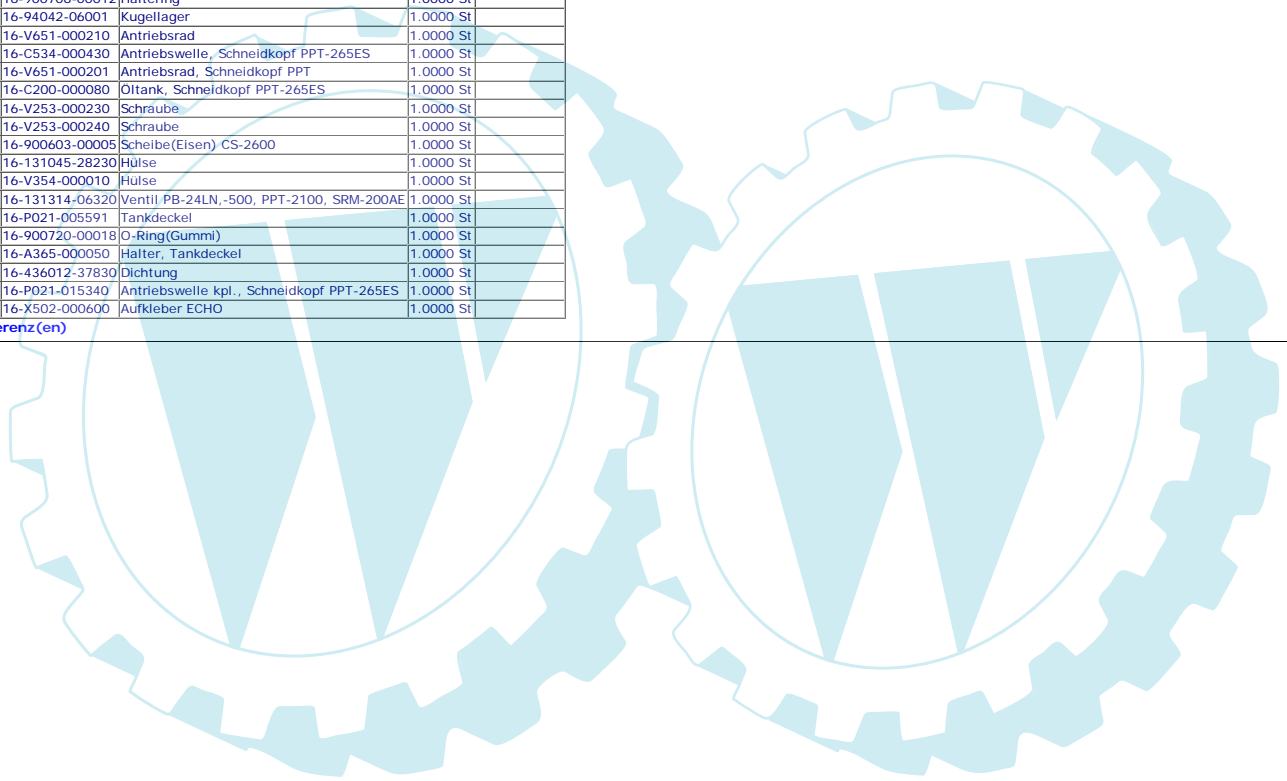 16-94042-06001 Kugellager 1.0000 St
16-V651-000210 Antriebsrad 1.0000 St
16-C534-000430 Antriebswelle, Schneidkopf PPT-265ES 1.0000 St
16-V651-000201 Antriebsrad, Schneidkopf PPT 1.0000 St
16-C200-000080 Öltank, Schneidkopf PPT-265ES 1.0000 St
16-V253-000230 Schraube 1.0000 St
16-V253-000240 Schraube 1.0000 St
16-900603-00005 Scheibe(Eisen) CS-2600 1.0000 St
16-131045-28230 Hülse 1.0000 St
16-V354-000010 Hülse 1.0000 St
16-131314-06320 Ventil PB-24LN,-500, PPT-2100, SRM-200AE 1.0000 St
16-P021-005591 Tankdeckel 1.0000 St
16-900720-00018 O-Ring(Gummi) 1.0000 St
16-A365-000050 Halter, Tankdeckel 1.0000 St
16-436012-37830 Dichtung 1.0000 St
16-P021-015340 Antriebswelle kpl., Schneidkopf PPT-265ES 1.0000 St
16-X502-000600 Aufkleber ECHO 1.0000 St
erenz(en)